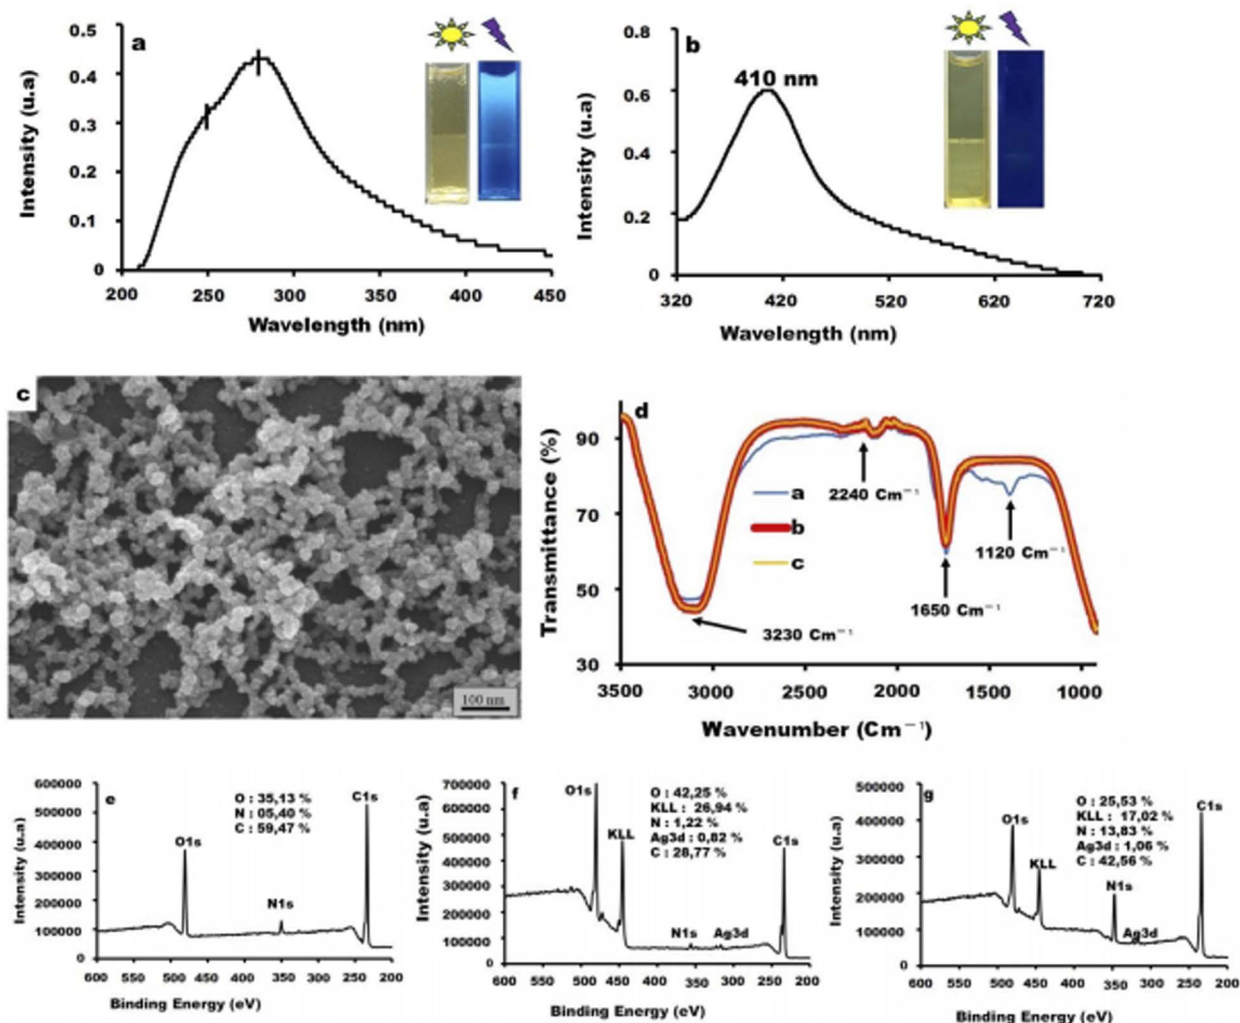 a
0.5
0.4
0.3
0.2
0.1
0
Intensity (u.a)
200 250 300 350 400 450
Wavelength (nm)
b
410 nm
0.8
0.6
0.4
0.2
0
Intensity (u.a)
320 420 520 620 720
Wavelength (nm)
c
100 nm
d
90
70
50
30
Transmittance (%)
a
b
c
2240 Cm⁻¹
1120 Cm⁻¹
1650 Cm⁻¹
3230 Cm⁻¹
3500 3000 2500 2000 1500 1000
Wavenumber (Cm⁻¹)
e
600000
500000
400000
300000
200000
100000
0
Intensity (u.a)
O : 35,13 %
N : 05,40 %
C : 59,47 %
C1s
O1s
N1s
600 550 500 450 400 350 300 250 200
Binding Energy (eV)
f
700000
600000
500000
400000
300000
200000
100000
0
Intensity (u.a)
O1s
O : 42,25 %
KLL : 26,94 %
N : 1,22 %
Ag3d : 0,82 %
C : 28,77 %
KLL
C1s
N1s Ag3d
600 550 500 450 400 350 300 250 200
Binding Energy (eV)
g
500000
400000
300000
200000
100000
0
Intensity (u.a)
O : 25,53 %
KLL : 17,02 %
N : 13,83 %
Ag3d : 1,06 %
C : 42,56 %
C1s
O1s
KLL
N1s
Ag3d
600 550 500 450 400 350 300 250 200
Binding Energy (eV)